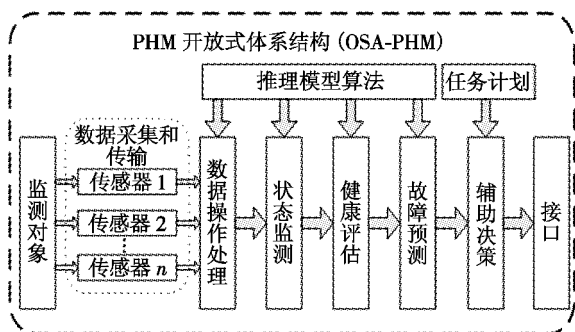 PHM 开放式体系结构 (OSA-PHM)
推理模型算法
任务计划
数据采集和
传输
监测对象
传感器 1
传感器 2
传感器 n
数据操作处理
状态监测
健康评估
故障预测
辅助决策
接口